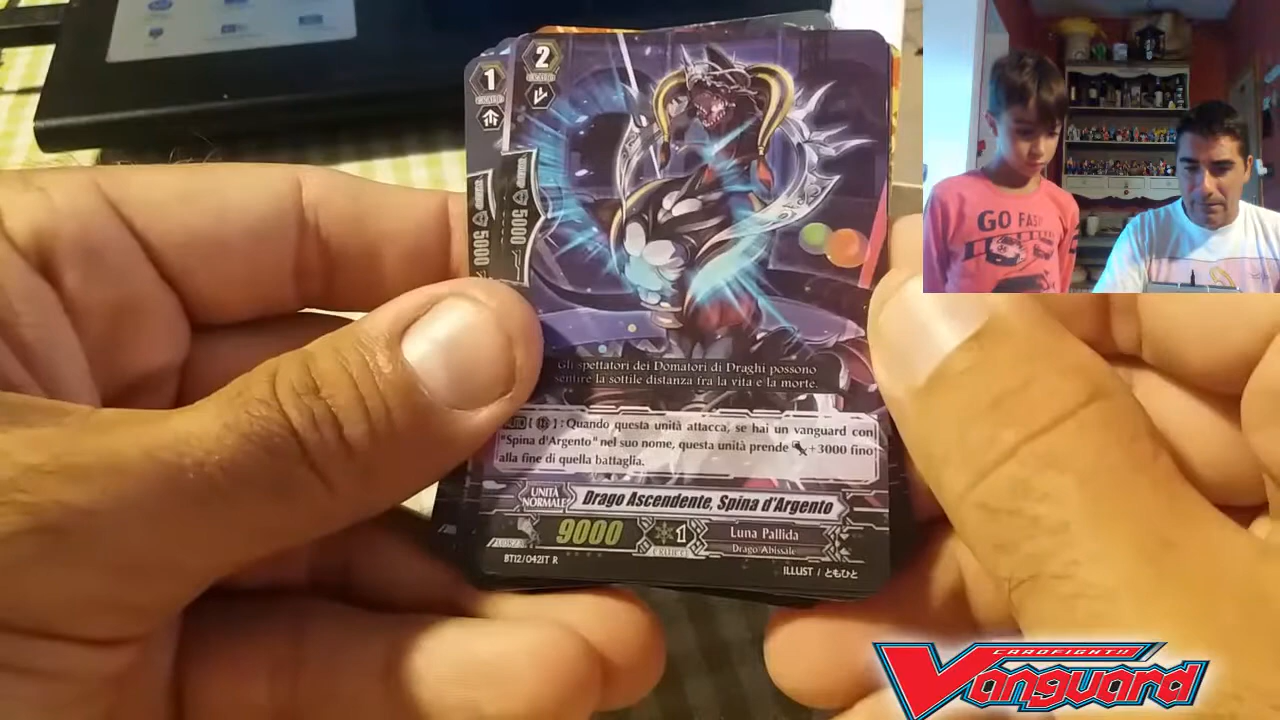 1
2
5000
5000
Gli spettatori dei Domatori di Draghi possono
sentire la sottile distanza fra la vita e la morte.
Quando questa unità attacca, se hai un vanguard con
"Spina d'Argento" nel suo nome, questa unità prende +3000 fino
alla fine di quella battaglia.
UNITÀ
NORMALE
Drago Ascendente, Spina d'Argento
9000
1
Luna Pallida
Drago Abissale
BT12/042IT R
ILLUST / ともひと
GO FAS
CARDFIGHT!!
Vanguard